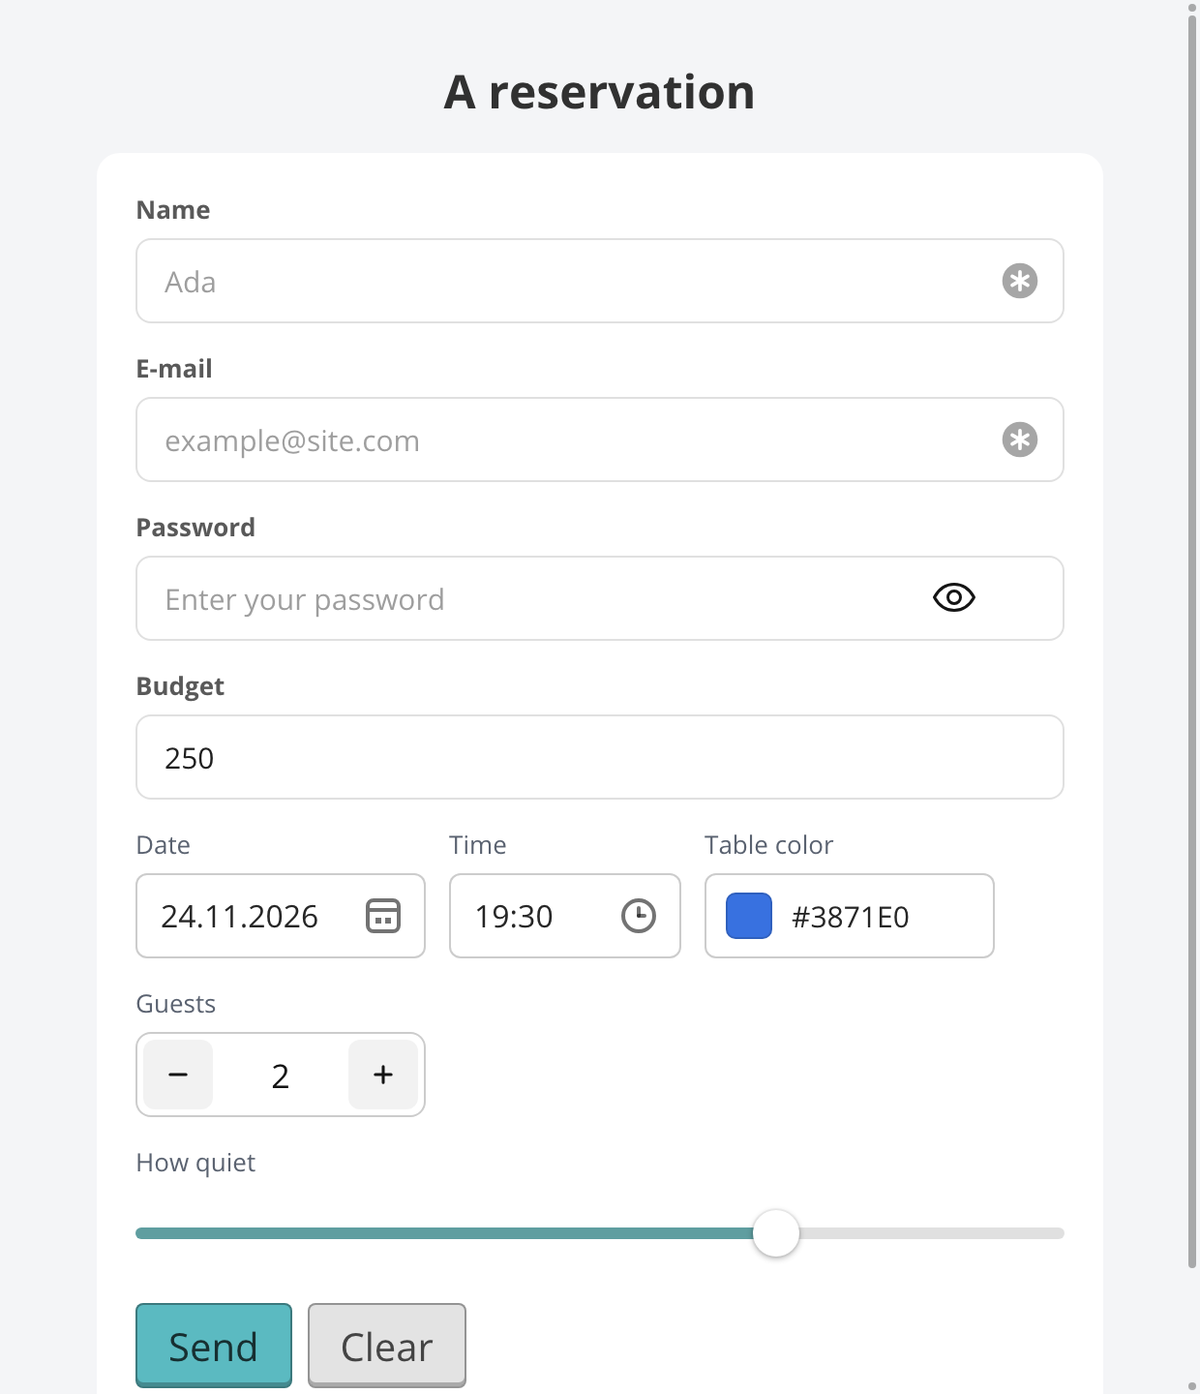 A reservation
Name
Ada
E-mail
example@site.com
Password
Enter your password
Budget
250
Date Time Table color
24.11.2026 19:30 #3871E0
Guests
− 2 +
How quiet
Send Clear